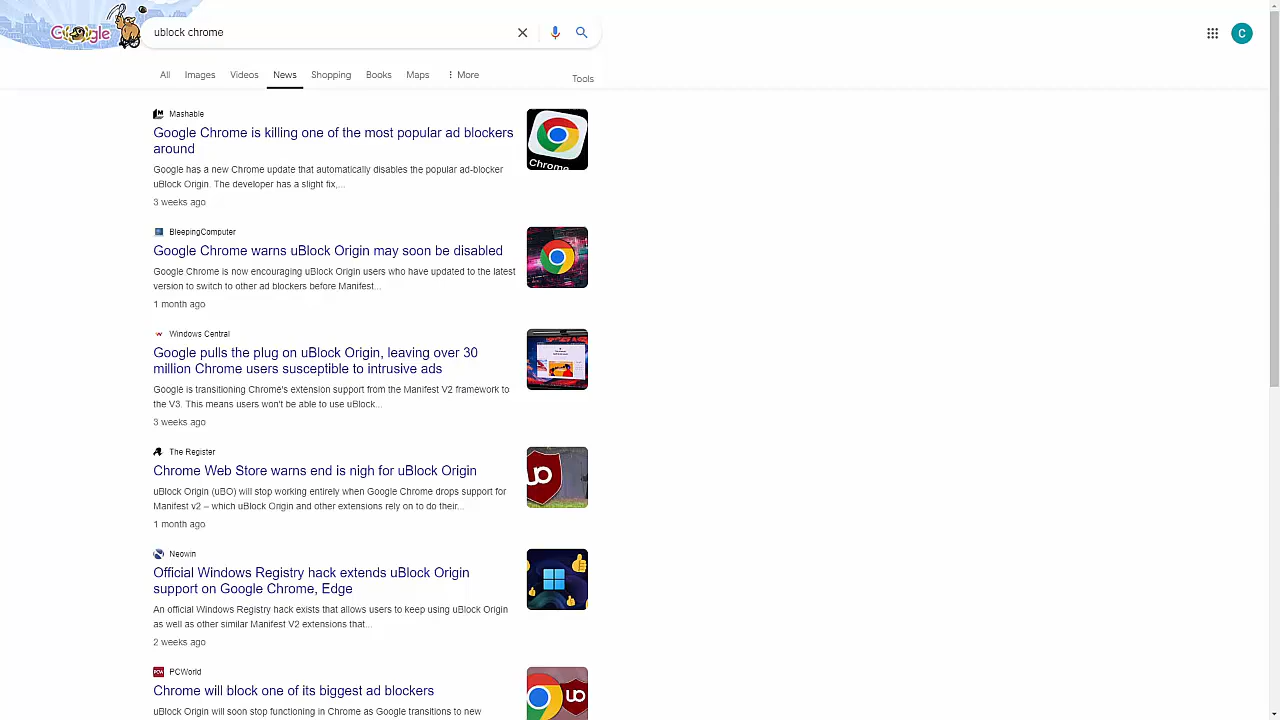 Google
ublock chrome
C
All Images Videos News Shopping Books Maps More
Tools
Mashable
Google Chrome is killing one of the most popular ad blockers
around
Google has a new Chrome update that automatically disables the popular ad-blocker
uBlock Origin. The developer has a slight fix,...
3 weeks ago
Chrome
BleepingComputer
Google Chrome warns uBlock Origin may soon be disabled
Google Chrome is now encouraging uBlock Origin users who have updated to the latest
version to switch to other ad blockers before Manifest...
1 month ago
Windows Central
Google pulls the plug uBlock Origin, leaving over 30
million Chrome users susceptible to intrusive ads
Google is transitioning Chrome's extension support from the Manifest V2 framework to
the V3. This means users won't be able to use uBlock...
3 weeks ago
The Register
Chrome Web Store warns end is nigh for uBlock Origin
uBlock Origin (uBO) will stop working entirely when Google Chrome drops support for
Manifest v2 – which uBlock Origin and other extensions rely on to do their...
1 month ago
uo
Neowin
Official Windows Registry hack extends uBlock Origin
support on Google Chrome, Edge
An official Windows Registry hack exists that allows users to keep using uBlock Origin
as well as other similar Manifest V2 extensions that...
2 weeks ago
PCW PCWorld
Chrome will block one of its biggest ad blockers
uBlock Origin will soon stop functioning in Chrome as Google transitions to new
uo